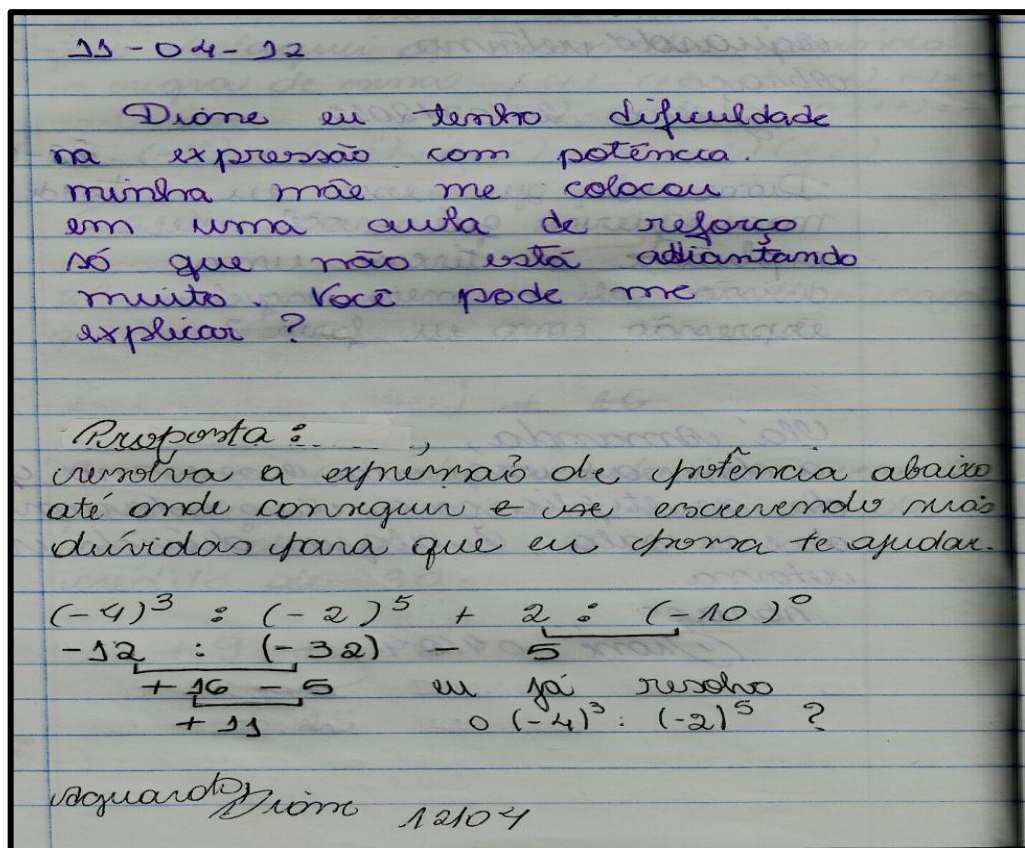 11-04-12
Dione eu tenho dificuldade
na expressão com potência.
minha mãe me colocou
em uma aula de reforço
só que não está adiantando
muito. Você pode me
explicar?
Proposta:......,
resolva a expressão de potência abaixo
até onde conseguir e use escrevendo suas
dúvidas para que eu possa te ajudar.
(-4)³ : (-2)⁵ + 2 : (-10)⁰
-12 : (-32) - 5
+16 - 5 eu já resolvo
+11 o (-4)³ : (-2)⁵ ?
aguardo, Dione 12/04